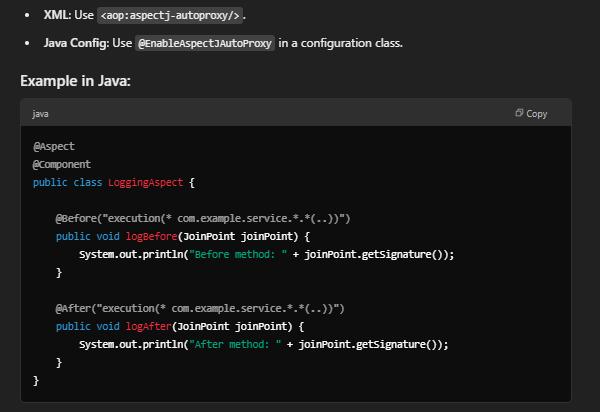 • XML: Use <aop:aspectj-autoproxy/>.
• Java Config: Use @EnableAspectJAutoProxy in a configuration class.
Example in Java:
java
Copy
@Aspect
@Component
public class LoggingAspect {
@Before("execution(* com.example.service.*.*(..))")
public void logBefore(JoinPoint joinPoint) {
System.out.println("Before method: " + joinPoint.getSignature());
}
@After("execution(* com.example.service.*.*(..))")
public void logAfter(JoinPoint joinPoint) {
System.out.println("After method: " + joinPoint.getSignature());
}
}